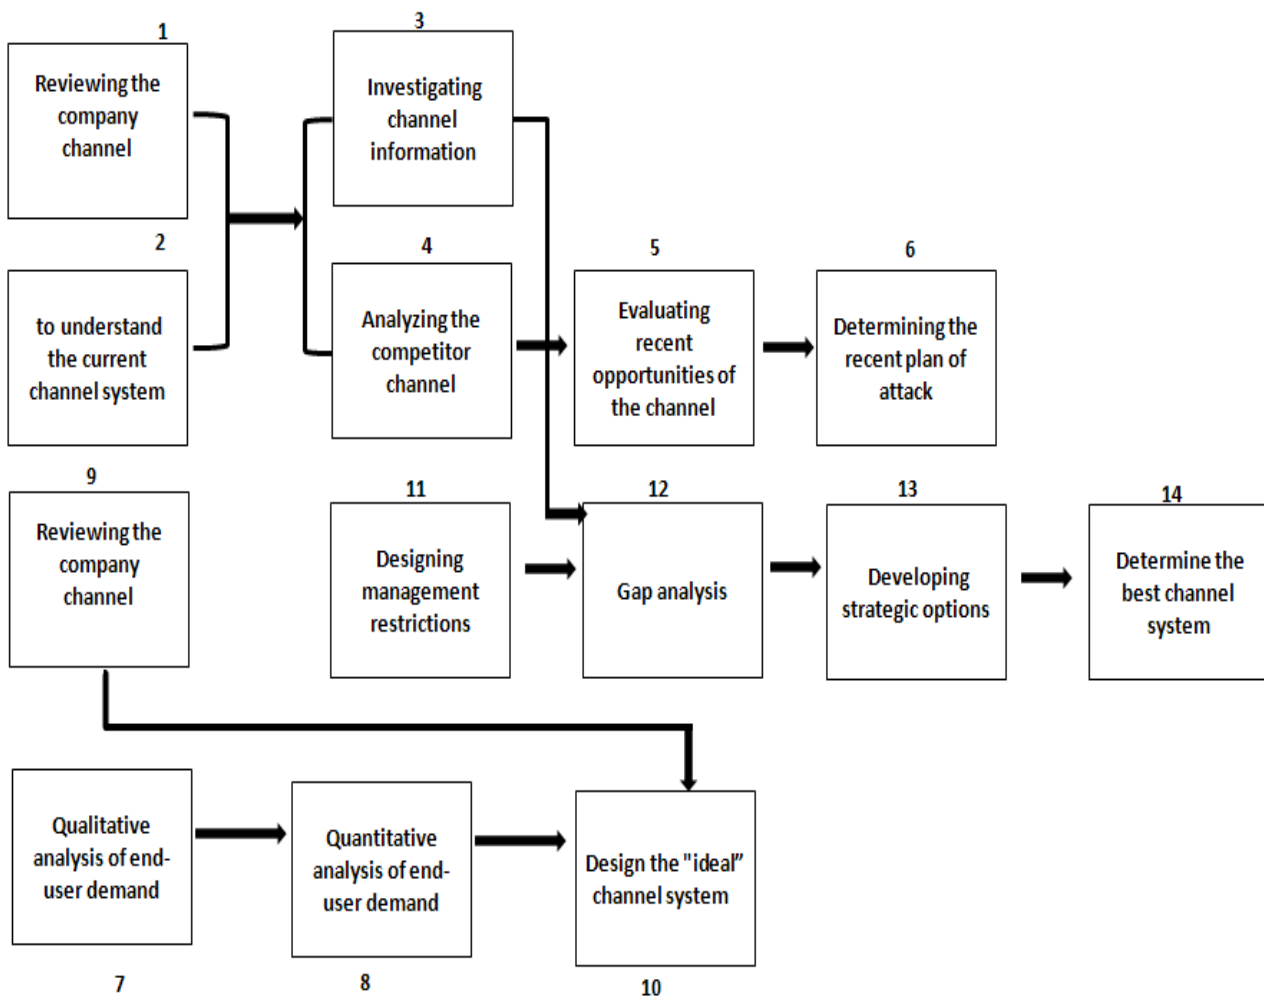 1
Reviewing the
company
channel
2
to understand
the current
channel system
3
Investigating
channel
information
4
Analyzing the
competitor
channel
5
Evaluating
recent
opportunities of
the channel
6
Determining the
recent plan of
attack
9
Reviewing the
company
channel
11
Designing
management
restrictions
12
Gap analysis
13
Developing
strategic options
14
Determine the
best channel
system
Qualitative
analysis of end-
user demand
7
Quantitative
analysis of end-
user demand
8
Design the "ideal”
channel system
10